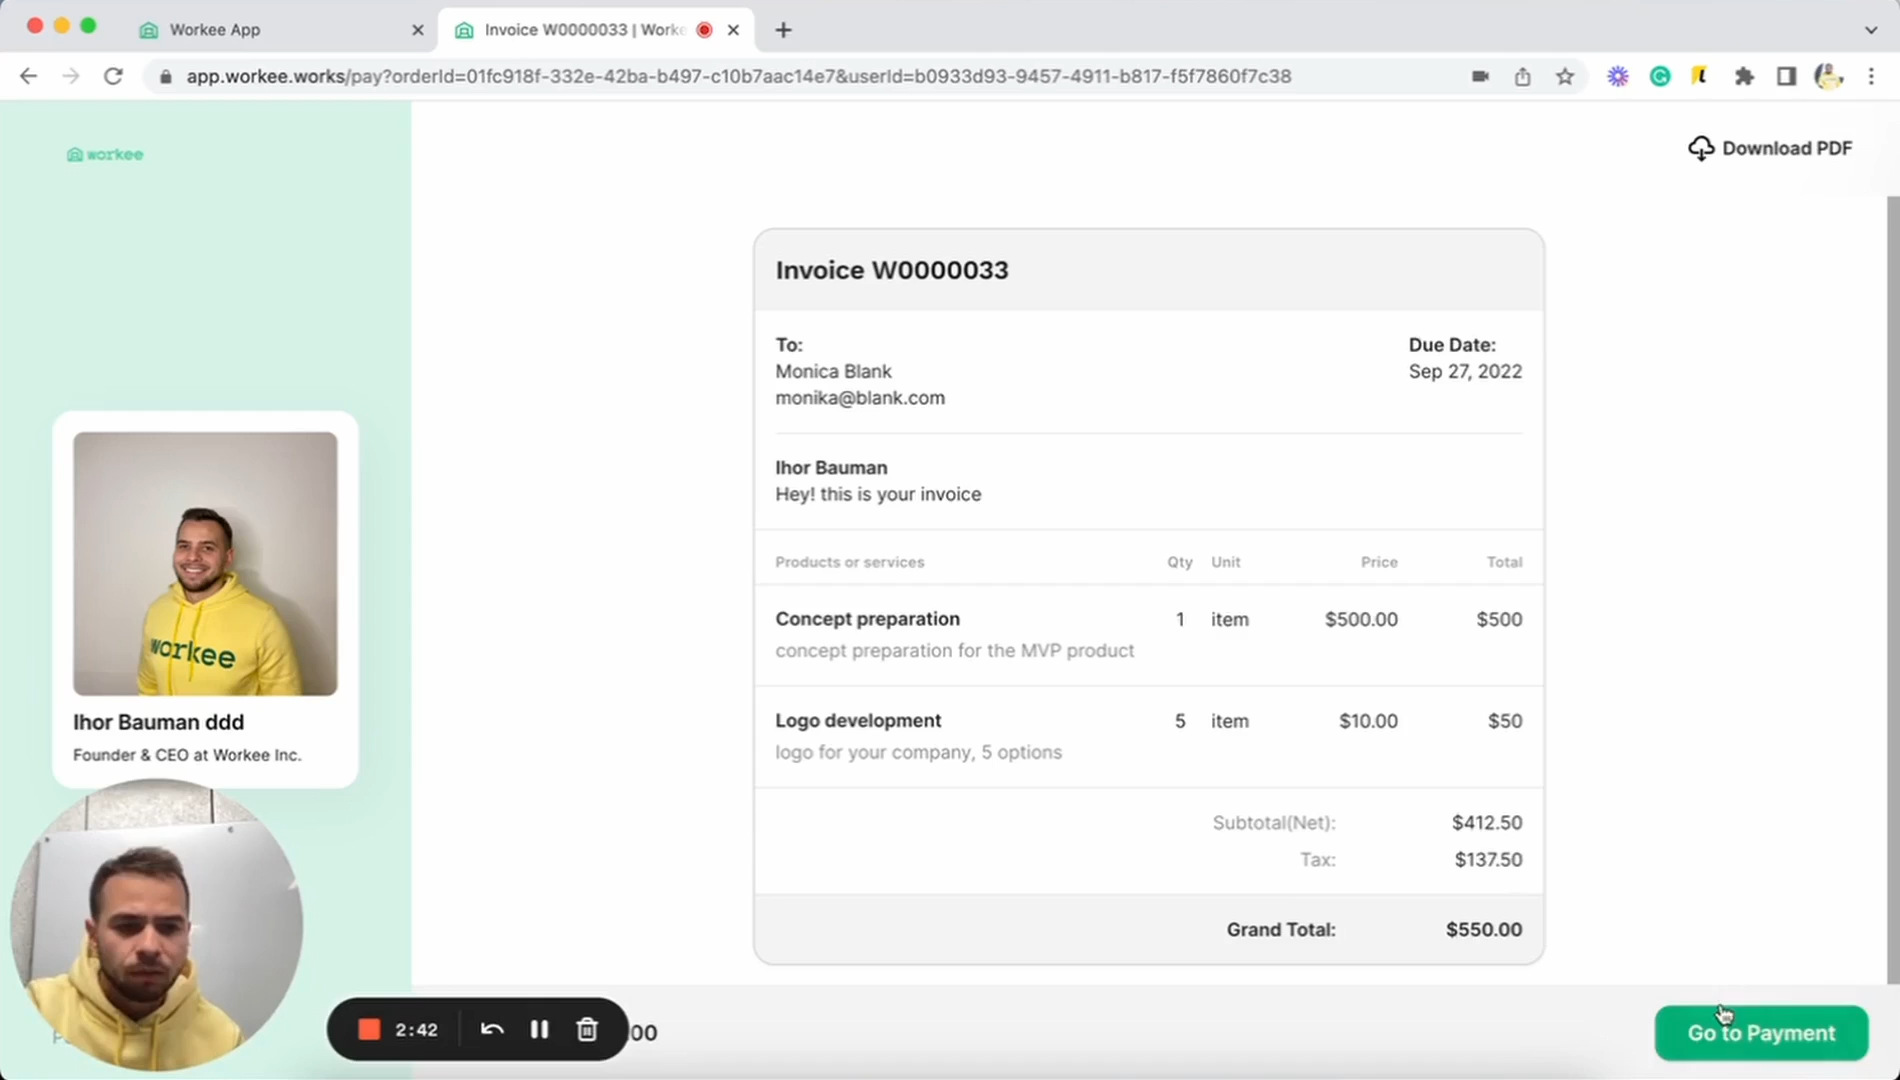 Workee App
Invoice W0000033 | Worke
app.workee.works/pay?orderId=01fc918f-332e-42ba-b497-c10b7aac14e7&userId=b0933d93-9457-4911-b817-f5f7860f7c38
workee
Download PDF
Invoice W0000033
To:
Monica Blank
monika@blank.com
Due Date:
Sep 27, 2022
Ihor Bauman
Hey! this is your invoice
Products or services Qty Unit Price Total
Concept preparation 1 item $500.00 $500
concept preparation for the MVP product
Logo development 5 item $10.00 $50
logo for your company, 5 options
Subtotal(Net): $412.50
Tax: $137.50
Grand Total: $550.00
workee
Ihor Bauman ddd
Founder & CEO at Workee Inc.
2:42
00
Go to Payment